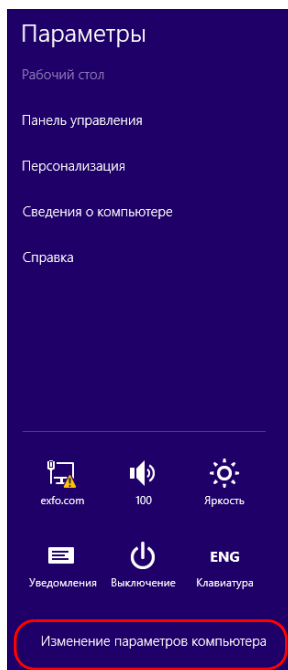 Параметры
Рабочий стол
Панель управления
Персонализация
Сведения о компьютере
Справка
exfo.com
100
Яркость
ENG
Уведомления
Выключение
Клавиатура
Изменение параметров компьютера